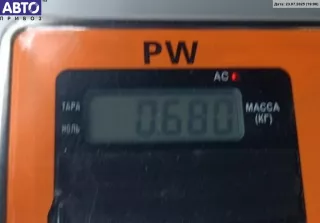 АВТО
ПРИВОЗ
PW
AC
ТАРА
НОЛЬ
0.680
МАССА
(КГ)